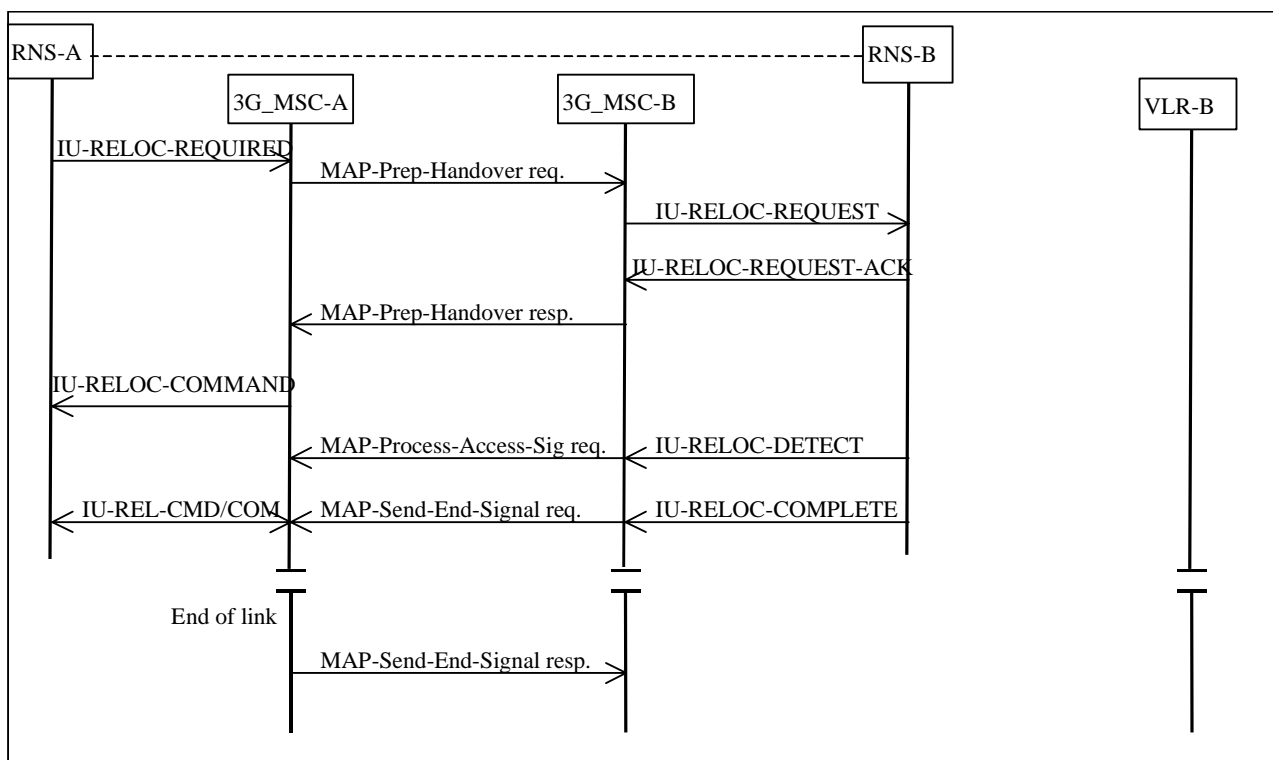 RNS-A
RNS-B
3G_MSC-A
3G_MSC-B
VLR-B
IU-RELOC-REQUIRED
MAP-Prep-Handover req.
IU-RELOC-REQUEST
IU-RELOC-REQUEST-ACK
MAP-Prep-Handover resp.
IU-RELOC-COMMAND
MAP-Process-Access-Sig req.
IU-RELOC-DETECT
IU-REL-CMD/COM
MAP-Send-End-Signal req.
IU-RELOC-COMPLETE
End of link
MAP-Send-End-Signal resp.